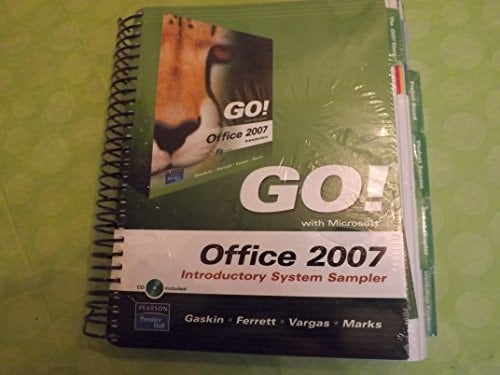 GO!
Office 2007
Introductory
GO!
with Microsoft
Office 2007
Introductory System Sampler
CD included
PEARSON
Prentice
Hall
Gaskin • Ferrett • Vargas • Marks